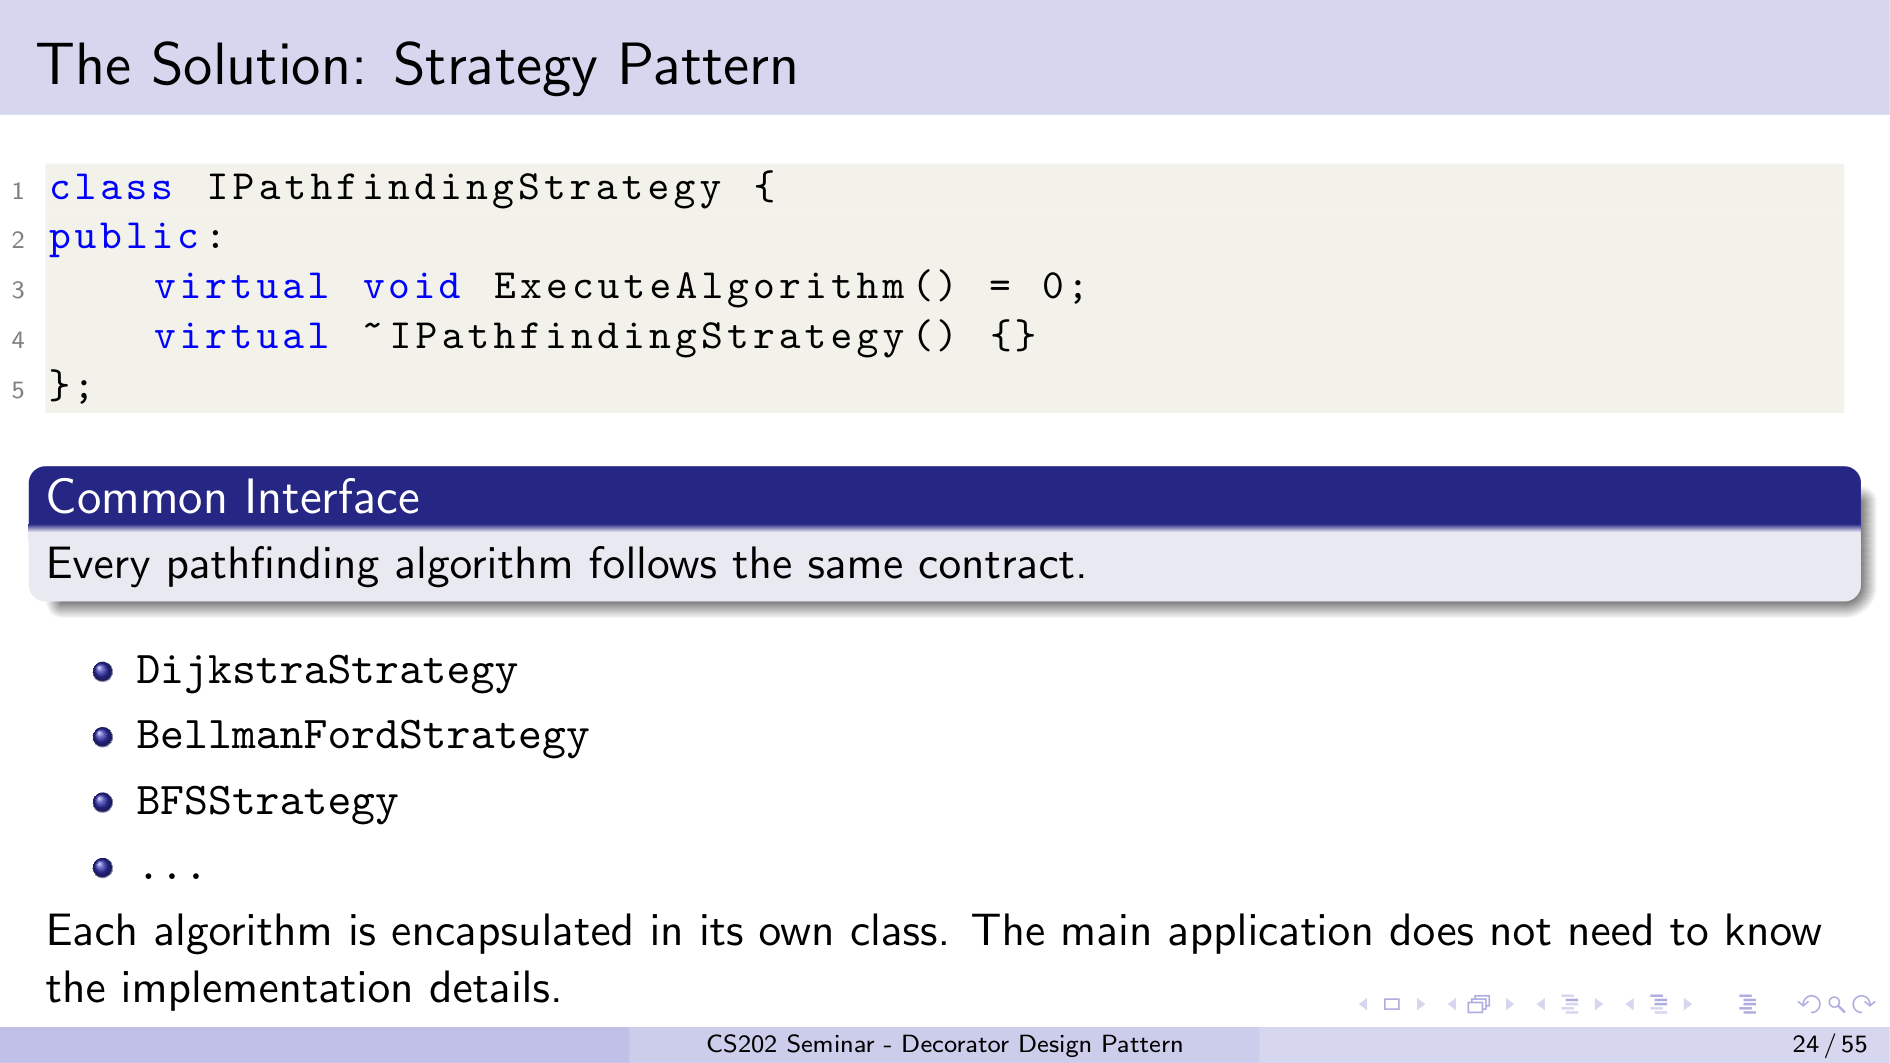 The Solution: Strategy Pattern
1 class IPathfindingStrategy {
2 public:
3     virtual void ExecuteAlgorithm() = 0;
4     virtual ~IPathfindingStrategy() {}
5 };
Common Interface
Every pathfinding algorithm follows the same contract.
DijkstraStrategy
BellmanFordStrategy
BFSStrategy
...
Each algorithm is encapsulated in its own class. The main application does not need to know
the implementation details.
CS202 Seminar - Decorator Design Pattern
24 / 55